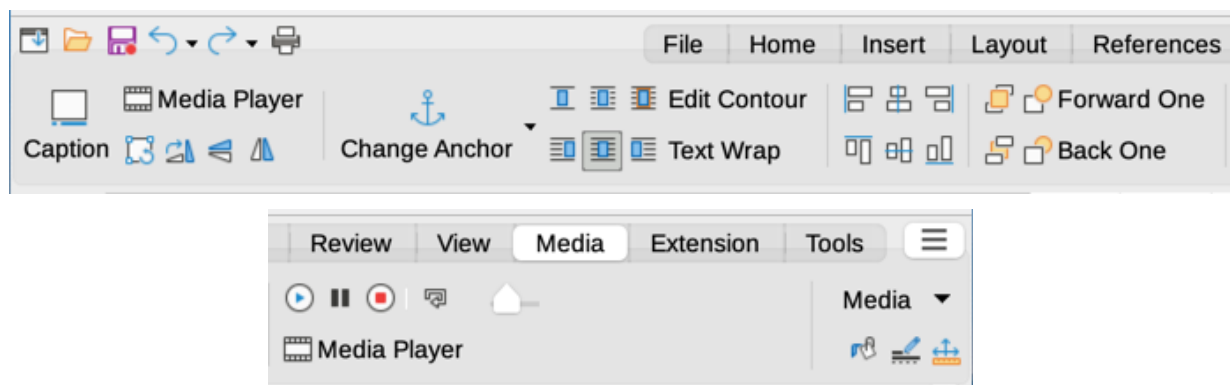 File Home Insert Layout References
Media Player Edit Contour Forward One
Caption Change Anchor Text Wrap Back One
Review View Media Extension Tools
Media
Media Player